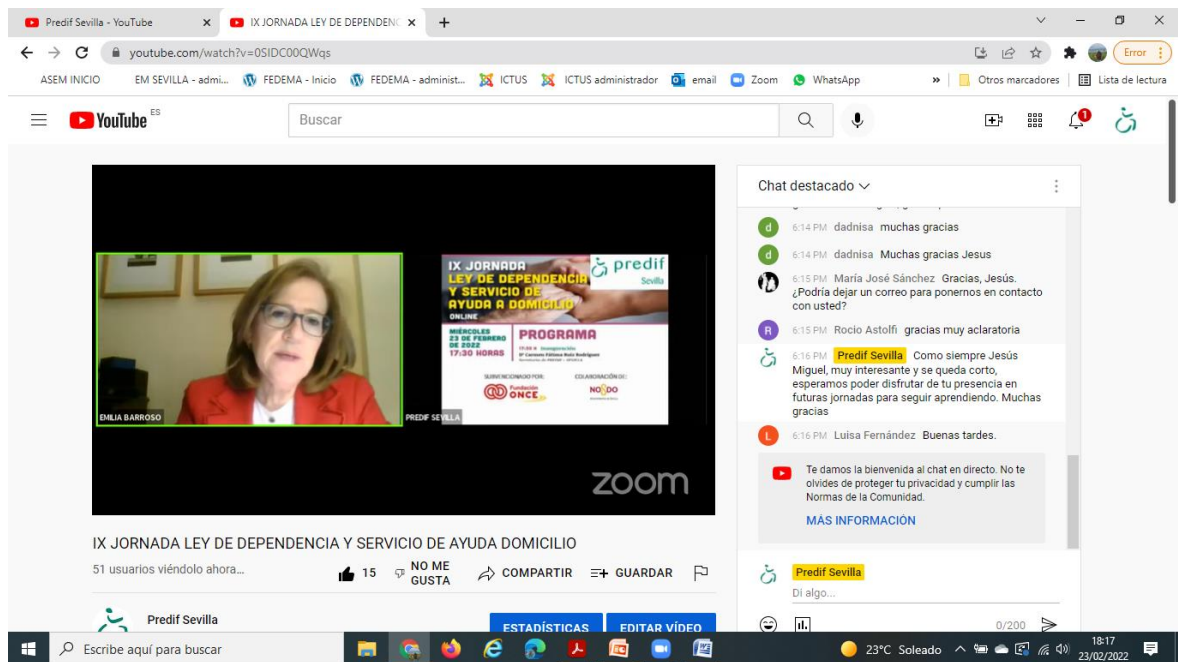 Predif Sevilla - YouTube
IX JORNADA LEY DE DEPENDENC
youtube.com/watch?v=0SIDC00QWqs
Error
ASEM INICIO
EM SEVILLA - admi...
FEDEMA - Inicio
FEDEMA - administ...
ICTUS
ICTUS administrador
email
Zoom
WhatsApp
»
Otros marcadores
Lista de lectura
YouTube ES
Buscar
1
IX JORNADA
LEY DE DEPENDENCIA
Y SERVICIO DE
AYUDA A DOMICILIO
ONLINE
predif
Sevilla
MIÉRCOLES
23 DE FEBRERO
DE 2022
17:30 HORAS
PROGRAMA
17:30 H Inauguración
Dª Carmen Fátima Ruiz Rodríguez
SUBVENCIONADO POR:
COLABORACIÓN DE:
Fundación
ONCE
NO8DO
EMILIA BARROSO
PREDIF SEVILLA
zoom
IX JORNADA LEY DE DEPENDENCIA Y SERVICIO DE AYUDA DOMICILIO
51 usuarios viéndolo ahora...
15
NO ME
GUSTA
COMPARTIR
GUARDAR
Predif Sevilla
ESTADÍSTICAS
EDITAR VÍDEO
Chat destacado
d
6:14 PM dadnisa muchas gracias
d
6:14 PM dadnisa Muchas gracias Jesus
6:15 PM María José Sánchez Gracias, Jesús.
¿Podría dejar un correo para ponernos en contacto
con usted?
R
6:15 PM Rocio Astolfi gracias muy aclaratoria
6:16 PM Predif Sevilla Como siempre Jesús
Miguel, muy interesante y se queda corto,
esperamos poder disfrutar de tu presencia en
futuras jornadas para seguir aprendiendo. Muchas
gracias
L
6:16 PM Luisa Fernández Buenas tardes.
Te damos la bienvenida al chat en directo. No te
olvides de proteger tu privacidad y cumplir las
Normas de la Comunidad.
MÁS INFORMACIÓN
Predif Sevilla
Di algo...
0/200
Escribe aquí para buscar
23°C Soleado
18:17
23/02/2022